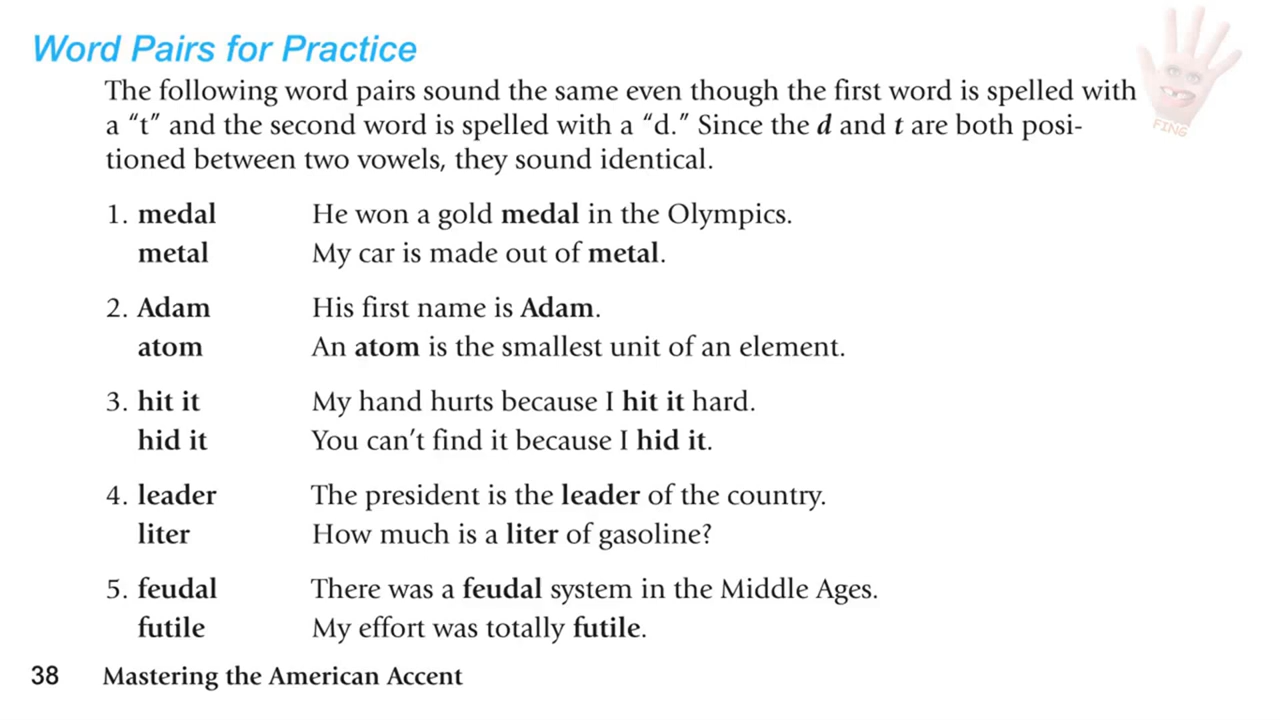 Word Pairs for Practice
The following word pairs sound the same even though the first word is spelled with
a “t” and the second word is spelled with a “d.” Since the d and t are both posi-
tioned between two vowels, they sound identical.
FING
1. medal He won a gold medal in the Olympics.
metal My car is made out of metal.
2. Adam His first name is Adam.
atom An atom is the smallest unit of an element.
3. hit it My hand hurts because I hit it hard.
hid it You can’t find it because I hid it.
4. leader The president is the leader of the country.
liter How much is a liter of gasoline?
5. feudal There was a feudal system in the Middle Ages.
futile My effort was totally futile.
38 Mastering the American Accent